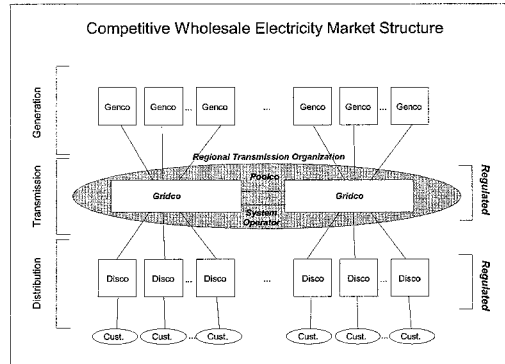 Competitive Wholesale Electricity Market Structure
Generation
Genco Genco ... Genco ... Genco Genco ... Genco
Regional Transmission Organization
Transmission
Poolco
Gridco Gridco
System
Operator
Regulated
Distribution
Disco Disco ... Disco ... Disco Disco ... Disco
Regulated
Cust. Cust. ... Cust. Cust. Cust. ... Cust.